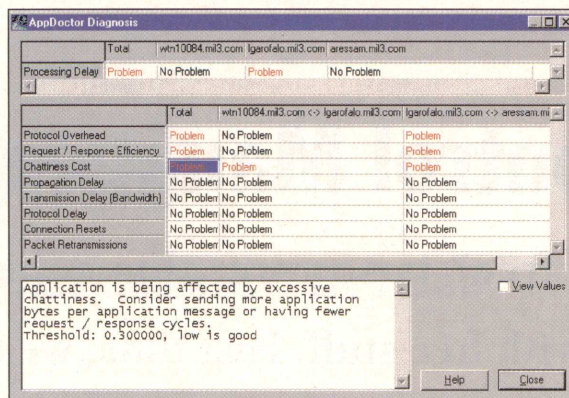 AppDoctor Diagnosis
Total wtn10084.mil3.com lgarofalo.mil3.com aressam.mil3.com
Processing Delay Problem No Problem Problem No Problem
Total wtn10084.mil3.com <-> lgarofalo.mil3.com lgarofalo.mil3.com <-> aressam.mi
Protocol Overhead Problem No Problem Problem
Request / Response Efficiency Problem No Problem Problem
Chattiness Cost Problem Problem Problem
Propagation Delay No Problem No Problem No Problem
Transmission Delay (Bandwidth) No Problem No Problem No Problem
Protocol Delay No Problem No Problem No Problem
Connection Resets No Problem No Problem No Problem
Packet Retransmissions No Problem No Problem No Problem
Application is being affected by excessive
chattiness. Consider sending more application
bytes per application message or having fewer
request / response cycles.
Threshold: 0.300000, low is good
View Values
Help Close